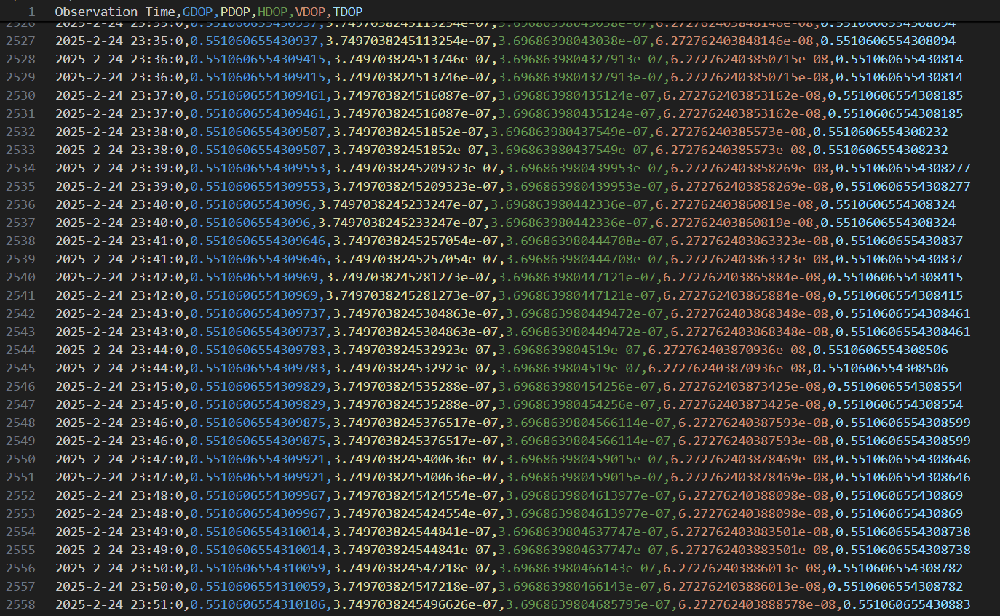 1 Observation Time,GDOP,PDOP,HDOP,VDOP,TDOP
2526 2025-2-24 23:35:0,0.551060655430937,3.7497038245113254e-07,3.69686398043038e-07,6.272762403848146e-08,0.5510606554308094
2527 2025-2-24 23:35:0,0.551060655430937,3.7497038245113254e-07,3.69686398043038e-07,6.272762403848146e-08,0.5510606554308094
2528 2025-2-24 23:36:0,0.5510606554309415,3.749703824513746e-07,3.6968639804327913e-07,6.272762403850715e-08,0.550106065543​0814
2529 2025-2-24 23:36:0,0.5510606554309415,3.749703824513746e-07,3.6968639804327913e-07,6.272762403850715e-08,0.551060655430814
2530 2025-2-24 23:37:0,0.5510606554309461,3.749703824516087e-07,3.696863980435124e-07,6.272762403853162e-08,0.5510606554308185
2531 2025-2-24 23:37:0,0.5510606554309461,3.749703824516087e-07,3.696863980435124e-07,6.272762403853162e-08,0.5510606554308185
2532 2025-2-24 23:38:0,0.5510606554309507,3.74970382451852e-07,3.696863980437549e-07,6.27276240385573e-08,0.5510606554308232
2533 2025-2-24 23:38:0,0.5510606554309507,3.74970382451852e-07,3.696863980437549e-07,6.27276240385573e-08,0.5510606554308232
2534 2025-2-24 23:39:0,0.5510606554309553,3.7497038245209323e-07,3.696863980439953e-07,6.272762403858269e-08,0.5510606554308277
2535 2025-2-24 23:39:0,0.5510606554309553,3.7497038245209323e-07,3.696863980439953e-07,6.272762403858269e-08,0.5510606554308277
2536 2025-2-24 23:40:0,0.55106065543096,3.7497038245233247e-07,3.696863980442336e-07,6.272762403860819e-08,0.5510606554308324
2537 2025-2-24 23:40:0,0.55106065543096,3.7497038245233247e-07,3.696863980442336e-07,6.272762403860819e-08,0.5510606554308324
2538 2025-2-24 23:41:0,0.5510606554309646,3.7497038245257054e-07,3.696863980444708e-07,6.272762403863323e-08,0.551060655430837
2539 2025-2-24 23:41:0,0.5510606554309646,3.7497038245257054e-07,3.696863980444708e-07,6.272762403863323e-08,0.551060655430837
2540 2025-2-24 23:42:0,0.551060655430969,3.7497038245281273e-07,3.696863980447121e-07,6.272762403865884e-08,0.5510606554308415
2541 2025-2-24 23:42:0,0.551060655430969,3.7497038245281273e-07,3.696863980447121e-07,6.272762403865884e-08,0.5510606554308415
2542 2025-2-24 23:43:0,0.5510606554309737,3.7497038245304863e-07,3.696863980449472e-07,6.272762403868348e-08,0.5510606554308461
2543 2025-2-24 23:43:0,0.5510606554309737,3.7497038245304863e-07,3.696863980449472e-07,6.272762403868348e-08,0.5510606554308461
2544 2025-2-24 23:44:0,0.5510606554309783,3.749703824532923e-07,3.6968639804519e-07,6.272762403870936e-08,0.5510606554308506
2545 2025-2-24 23:44:0,0.5510606554309783,3.749703824532923e-07,3.6968639804519e-07,6.272762403870936e-08,0.5510606554308506
2546 2025-2-24 23:45:0,0.5510606554309829,3.749703824535288e-07,3.696863980454256e-07,6.272762403873425e-08,0.5510606554308554
2547 2025-2-24 23:45:0,0.5510606554309829,3.749703824535288e-07,3.696863980454256e-07,6.272762403873425e-08,0.5510606554308554
2548 2025-2-24 23:46:0,0.5510606554309875,3.7497038245376517e-07,3.6968639804566114e-07,6.27276240387593e-08,0.5510606554308599
2549 2025-2-24 23:46:0,0.5510606554309875,3.7497038245376517e-07,3.6968639804566114e-07,6.27276240387593e-08,0.5510606554308599
2550 2025-2-24 23:47:0,0.5510606554309921,3.7497038245400636e-07,3.696863980459015e-07,6.272762403878469e-08,0.5510606554308646
2551 2025-2-24 23:47:0,0.5510606554309921,3.7497038245400636e-07,3.696863980459015e-07,6.272762403878469e-08,0.5510606554308646
2552 2025-2-24 23:48:0,0.5510606554309967,3.7497038245424554e-07,3.6968639804613977e-07,6.27276240388098e-08,0.551060655430869
2553 2025-2-24 23:48:0,0.5510606554309967,3.7497038245424554e-07,3.6968639804613977e-07,6.27276240388098e-08,0.551060655430869
2554 2025-2-24 23:49:0,0.5510606554310014,3.749703824544841e-07,3.6968639804637747e-07,6.27276240­3883501e-08,0.5510606554308738
2555 2025-2-24 23:49:0,0.5510606554310014,3.749703824544841e-07,3.6968639804637747e-07,6.272762403883501e-08,0.5510606554308738
2556 2025-2-24 23:50:0,0.5510606554310059,3.749703824547218e-07,3.696863980466143e-07,6.272762403886013e-08,0.5510606554308782
2557 2025-2-24 23:50:0,0.5510606554310059,3.749703824547218e-07,3.696863980466143e-07,6.272762403886013e-08,0.5510606554308782
2558 2025-2-24 23:51:0,0.5510606554310106,3.7497038245496626e-07,3.6968639804685795e-07,6.272762403888578e-08,0.551060655430883